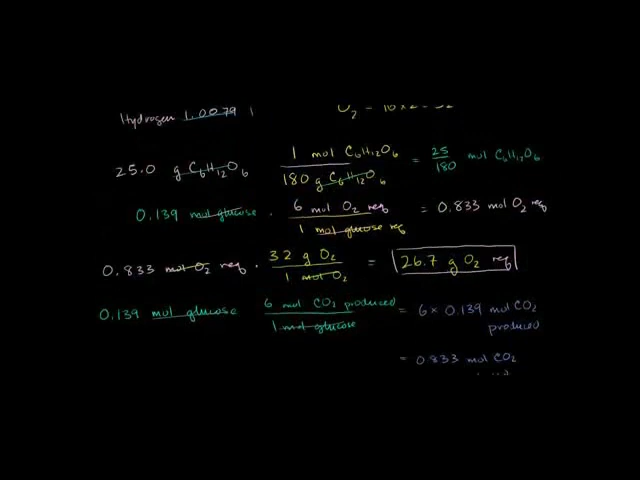 Hydrogen 1.0079 1
25.0 g C₆H₁₂O₆ 1 mol C₆H₁₂O₆ / 180 g C₆H₁₂O₆ = 25/180 mol C₆H₁₂O₆
0.139 mol glucose · 6 mol O₂ req / 1 mol glucose req = 0.833 mol O₂ req
0.833 mol O₂ req · 32 g O₂ / 1 mol O₂ = 26.7 g O₂ req
0.139 mol glucose 6 mol CO₂ produced / 1 mol glucose = 6 × 0.139 mol CO₂
produced
= 0.833 mol CO₂